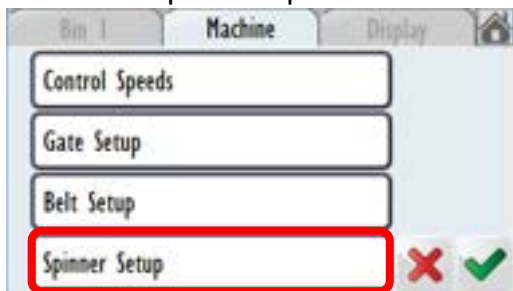 Bin 1 Machine Display
Control Speeds
Gate Setup
Belt Setup
Spinner Setup